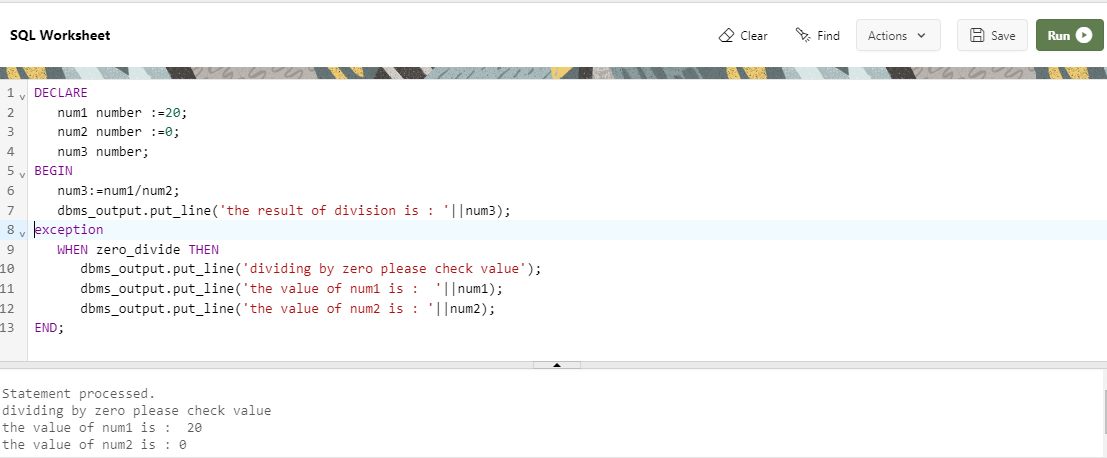 SQL Worksheet Clear Find Actions Save Run
1 DECLARE
2 num1 number :=20;
3 num2 number :=0;
4 num3 number;
5 BEGIN
6 num3:=num1/num2;
7 dbms_output.put_line('the result of division is : '||num3);
8 exception
9 WHEN zero_divide THEN
10 dbms_output.put_line('dividing by zero please check value');
11 dbms_output.put_line('the value of num1 is :  '||num1);
12 dbms_output.put_line('the value of num2 is : '||num2);
13 END;
Statement processed.
dividing by zero please check value
the value of num1 is :  20
the value of num2 is : 0